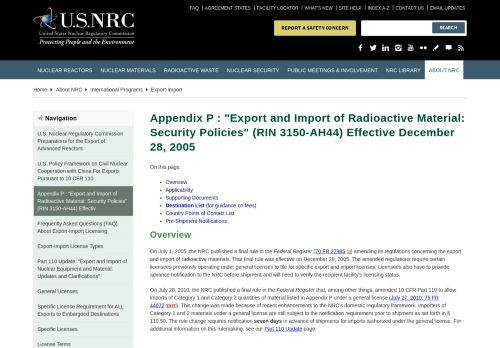 FAQ | AGREEMENT STATES | FACILITY LOCATOR | WHAT'S NEW | SITE HELP | INDEX A-Z | CONTACT US | EMAIL UPDATES
U.S.NRC
United States Nuclear Regulatory Commission
Protecting People and the Environment
REPORT A SAFETY CONCERN
SEARCH
NUCLEAR REACTORS NUCLEAR MATERIALS RADIOACTIVE WASTE NUCLEAR SECURITY PUBLIC MEETINGS & INVOLVEMENT NRC LIBRARY ABOUT NRC
Home About NRC International Programs Export-Import
Navigation
U.S. Nuclear Regulatory Commission
Preparations for the Export of
Advanced Reactors
U.S. Policy Framework on Civil Nuclear
Cooperation with China For Exports
Pursuant to 10 CFR 110
Appendix P : "Export and Import of
Radioactive Material: Security Policies"
(RIN 3150-AH44) Effectiv
Frequently Asked Questions (FAQ)
About Export-Import Licensing
Export-Import License Types
Part 110 Update: "Export and Import of
Nuclear Equipment and Material:
Updates and Clarifications"
General Licenses
Specific License Requirement for ALL
Exports to Embargoed Destinations
Specific Licenses
License Terms
Appendix P : "Export and Import of Radioactive Material:
Security Policies" (RIN 3150-AH44) Effective December
28, 2005
On this page:
Overview
Applicability
Supporting Documents
Destination List (for guidance on fees)
Country Points of Contact List
Pre-Shipment Notifications
Overview
On July 1, 2005, the NRC published a final rule in the Federal Register (70 FR 37985) amending its regulations concerning the export
and import of radioactive materials. That final rule was effective on December 28, 2005. The amended regulations require certain
licensees previously operating under general licenses to file for specific export and import licenses. Licensees also have to provide
advance notification to the NRC before shipment and will need to verify the recipient facility's licensing status.
On July 28, 2010, the NRC published a final rule in the Federal Register that, among other things, amended 10 CFR Part 110 to allow
imports of Category 1 and Category 2 quantities of material listed in Appendix P under a general license (July 27, 2010; 75 FR
44072). This change was made because of recent enhancements to the NRC's domestic regulatory framework. Importers of
Category 1 and 2 materials under a general license are still subject to the notification requirement prior to shipment as set forth in §
110.50. The rule change requires notification seven days in advance of shipments for imports authorized under the general license. For
additional information on this rulemaking, see our Part 110 Update page.